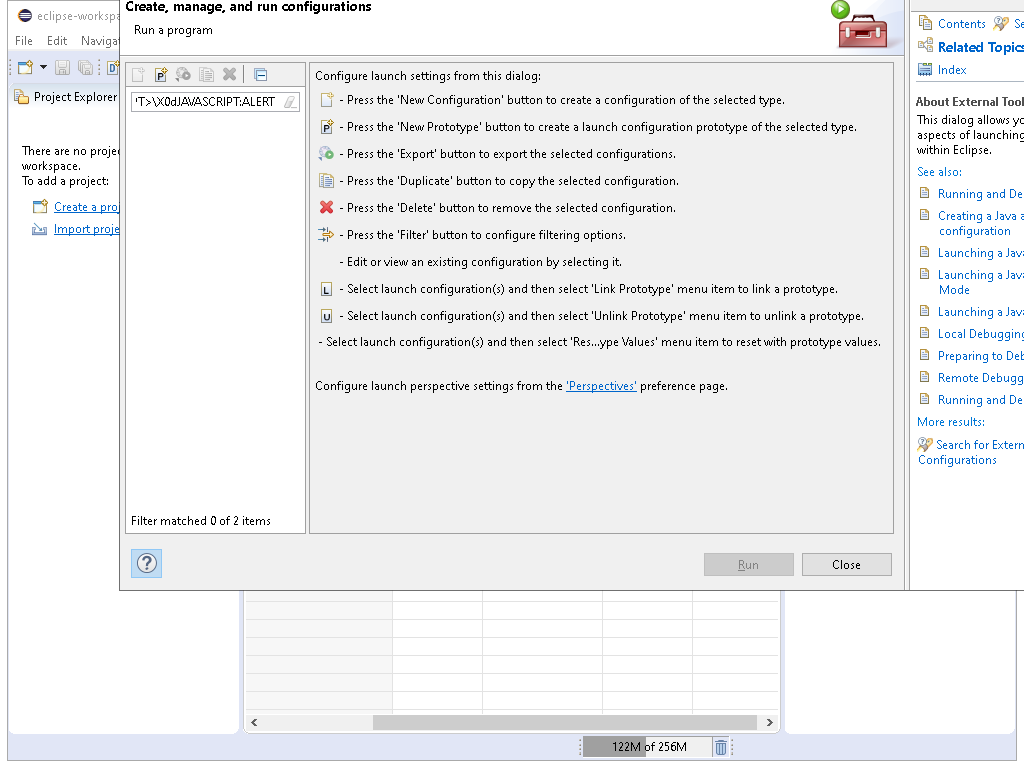 eclipse-workspa
Create, manage, and run configurations
Run a program
File Edit Navigat
Project Explorer
There are no projec
workspace.
To add a project:
Create a proj
Import proje
'T>\X0dJAVASCRIPT:ALERT
Filter matched 0 of 2 items
Configure launch settings from this dialog:
- Press the 'New Configuration' button to create a configuration of the selected type.
- Press the 'New Prototype' button to create a launch configuration prototype of the selected type.
- Press the 'Export' button to export the selected configurations.
- Press the 'Duplicate' button to copy the selected configuration.
- Press the 'Delete' button to remove the selected configuration.
- Press the 'Filter' button to configure filtering options.
- Edit or view an existing configuration by selecting it.
- Select launch configuration(s) and then select 'Link Prototype' menu item to link a prototype.
- Select launch configuration(s) and then select 'Unlink Prototype' menu item to unlink a prototype.
- Select launch configuration(s) and then select 'Res...ype Values' menu item to reset with prototype values.
Configure launch perspective settings from the 'Perspectives' preference page.
Run
Close
Contents Se
Related Topics
Index
About External Tool
This dialog allows yo
aspects of launching
within Eclipse.
See also:
Running and De
Creating a Java a
configuration
Launching a Java
Launching a Java
Mode
Launching a Java
Local Debugging
Preparing to Deb
Remote Debugg
Running and De
More results:
Search for Extern
Configurations
122M of 256M